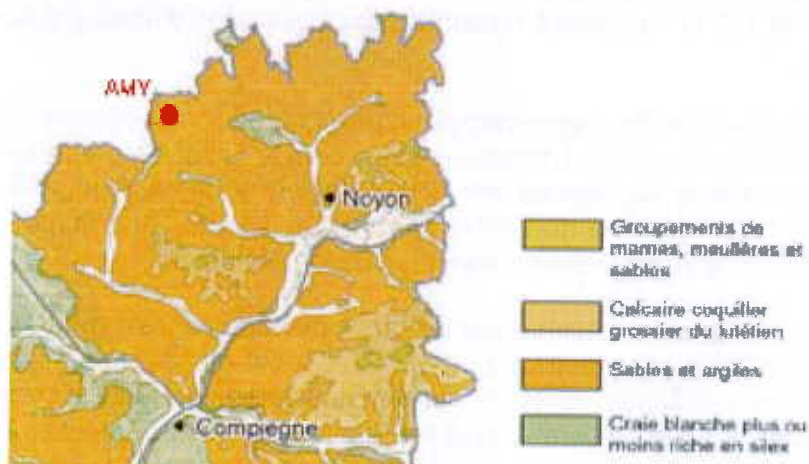 AMY
Noyon
Compiègne
Groupements de
marnes, meulières et
sables
Calcaire coquiller
grossier du lutétien
Sables et argiles
Craie blanche plus ou
moins riche en silex